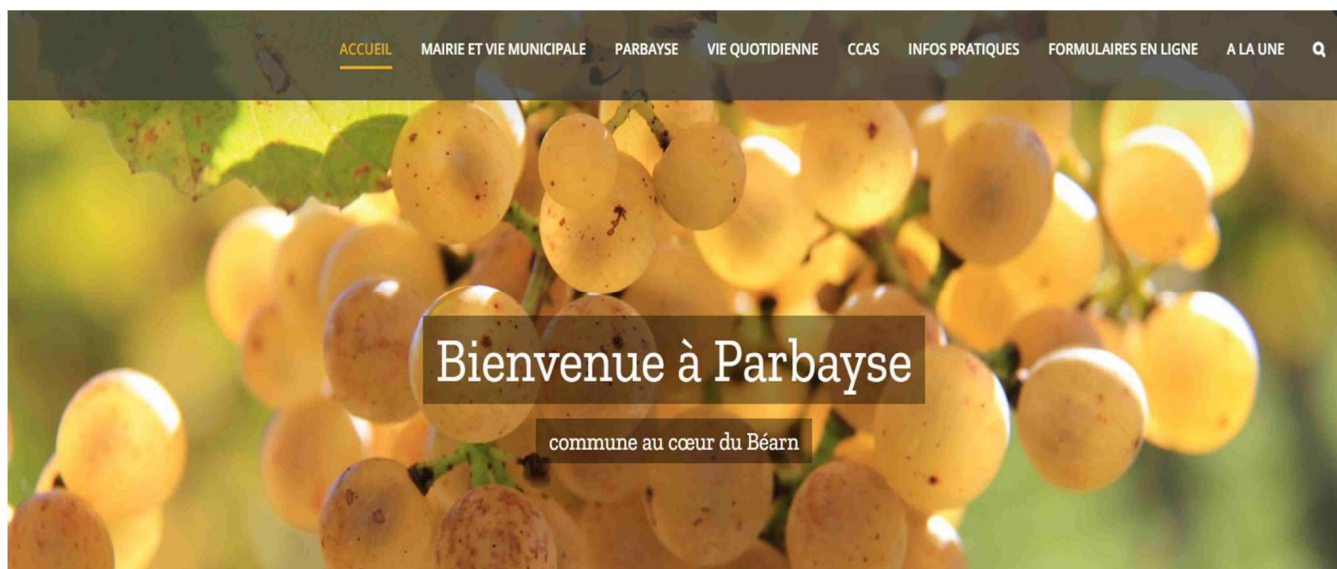 ACCUEIL MAIRIE ET VIE MUNICIPALE PARBAYSE VIE QUOTIDIENNE CCAS INFOS PRATIQUES FORMULAIRES EN LIGNE A LA UNE
Bienvenue à Parbayse
commune au cœur du Béarn